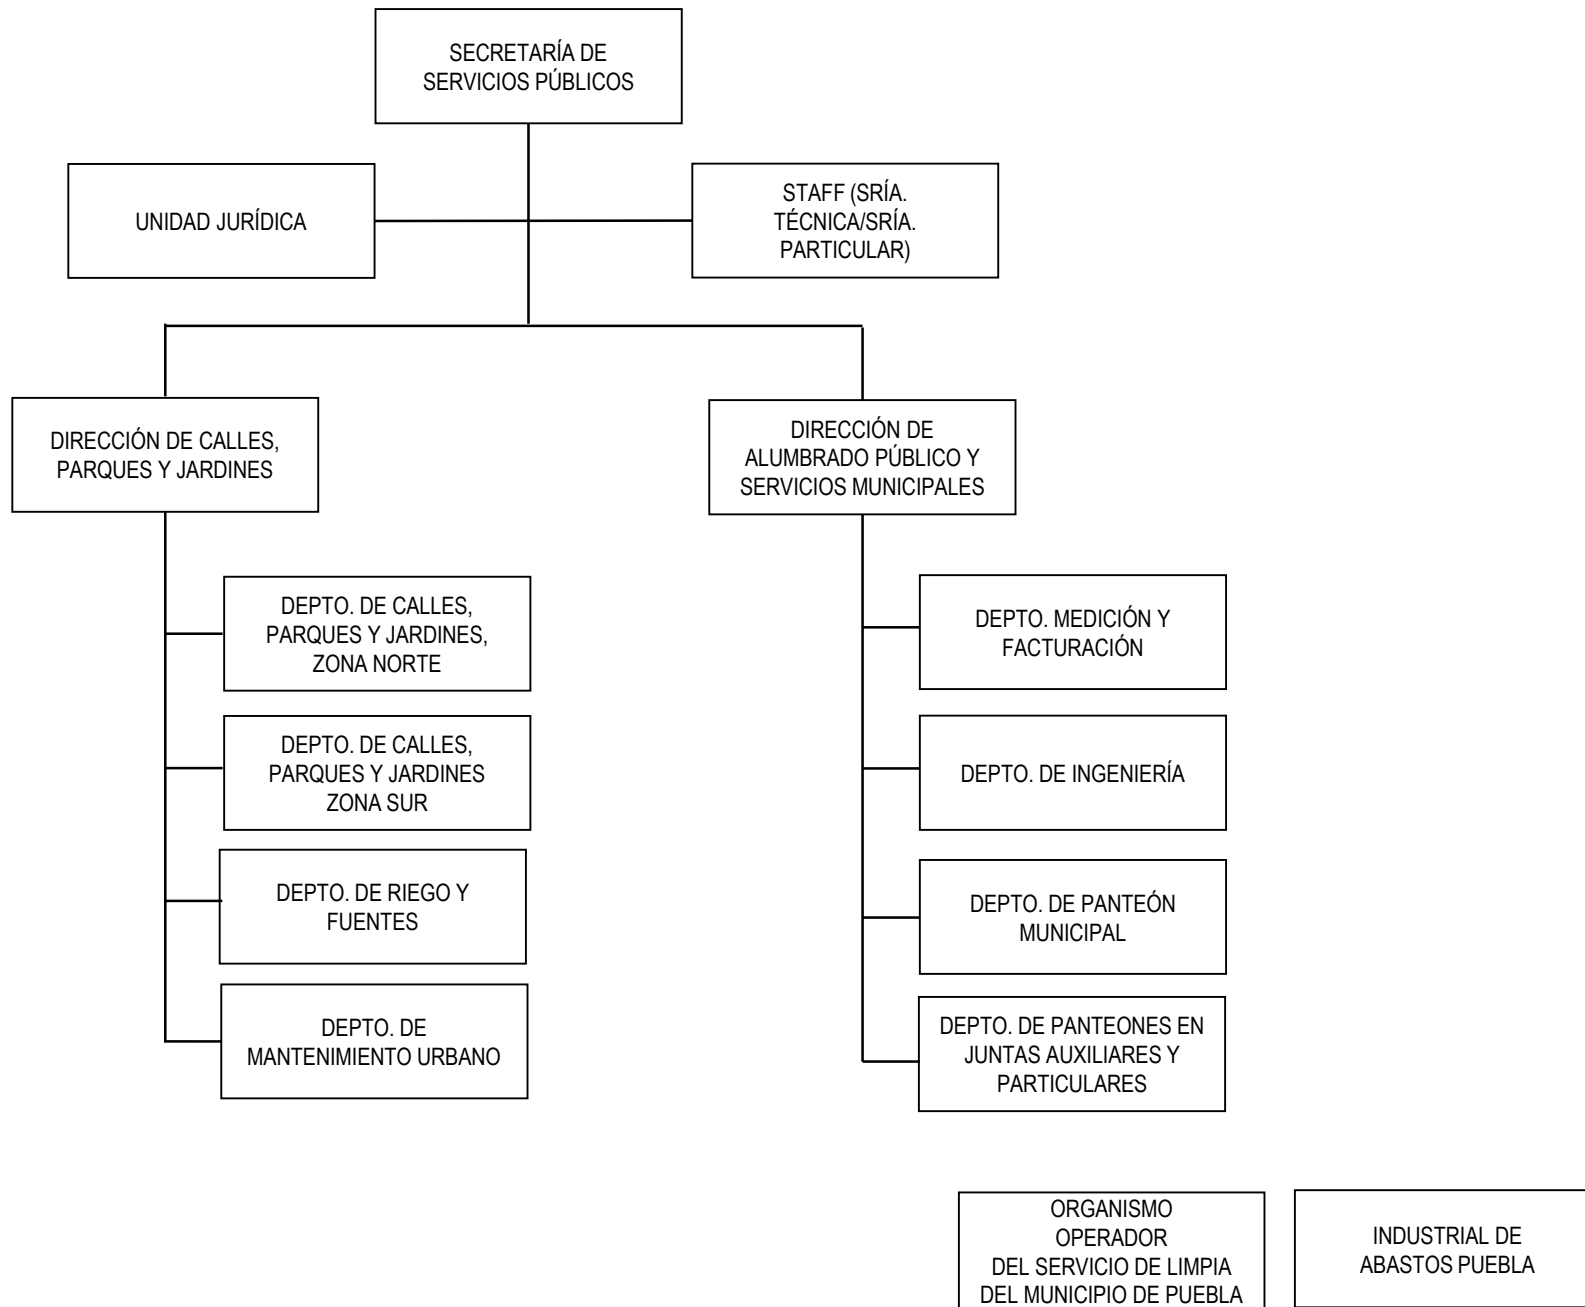 SECRETARÍA DE
SERVICIOS PÚBLICOS
UNIDAD JURÍDICA
STAFF (SRÍA.
TÉCNICA/SRÍA.
PARTICULAR)
DIRECCIÓN DE CALLES,
PARQUES Y JARDINES
DIRECCIÓN DE
ALUMBRADO PÚBLICO Y
SERVICIOS MUNICIPALES
DEPTO. DE CALLES,
PARQUES Y JARDINES,
ZONA NORTE
DEPTO. DE CALLES,
PARQUES Y JARDINES
ZONA SUR
DEPTO. DE RIEGO Y
FUENTES
DEPTO. DE
MANTENIMIENTO URBANO
DEPTO. MEDICIÓN Y
FACTURACIÓN
DEPTO. DE INGENIERÍA
DEPTO. DE PANTEÓN
MUNICIPAL
DEPTO. DE PANTEONES EN
JUNTAS AUXILIARES Y
PARTICULARES
ORGANISMO
OPERADOR
DEL SERVICIO DE LIMPIA
DEL MUNICIPIO DE PUEBLA
INDUSTRIAL DE
ABASTOS PUEBLA